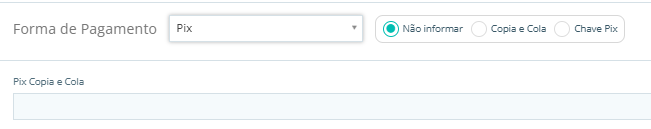 Forma de Pagamento Pix Não informar Copia e Cola Chave Pix
Pix Copia e Cola